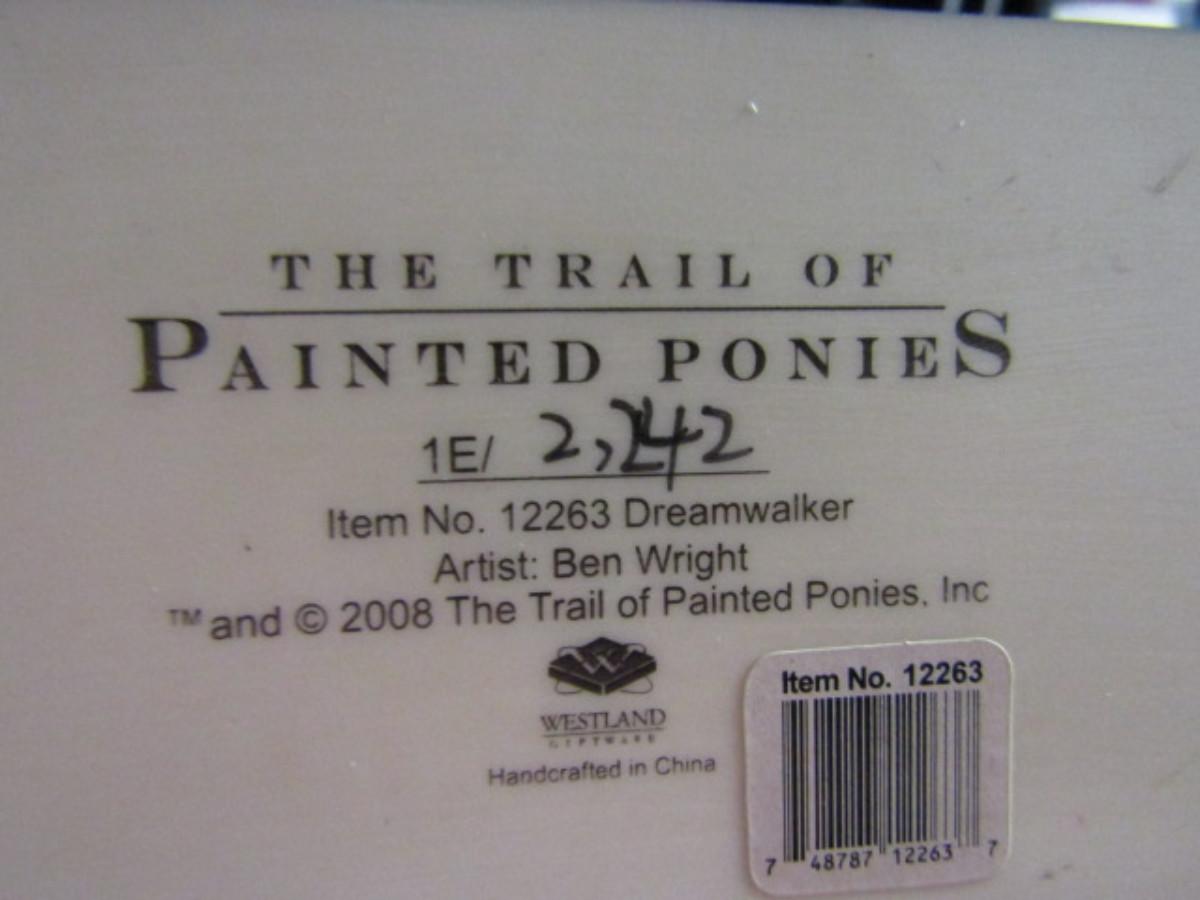 THE TRAIL OF
PAINTED PONIES
1E/ 2,242
Item No. 12263 Dreamwalker
Artist: Ben Wright
™ and © 2008 The Trail of Painted Ponies. Inc
WESTLAND
GIFTWARE
Handcrafted in China
Item No. 12263
7 48787 12263 7